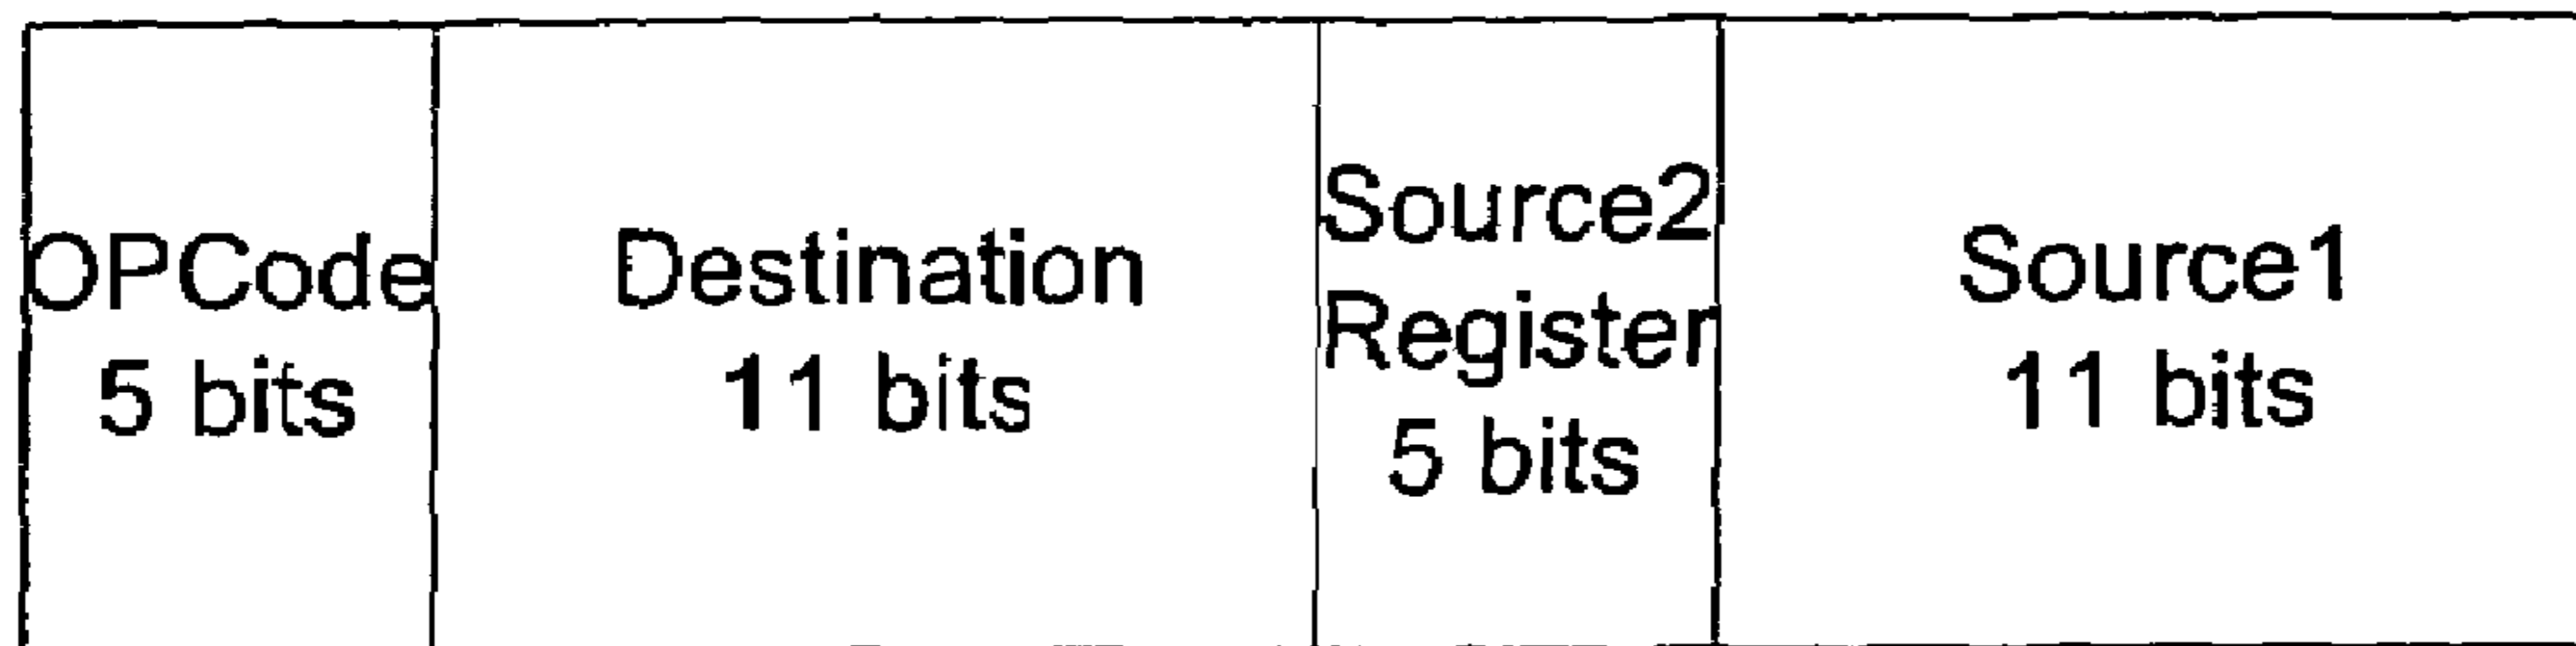 OPCode
5 bits
Destination
11 bits
Source2
Register
5 bits
Source1
11 bits